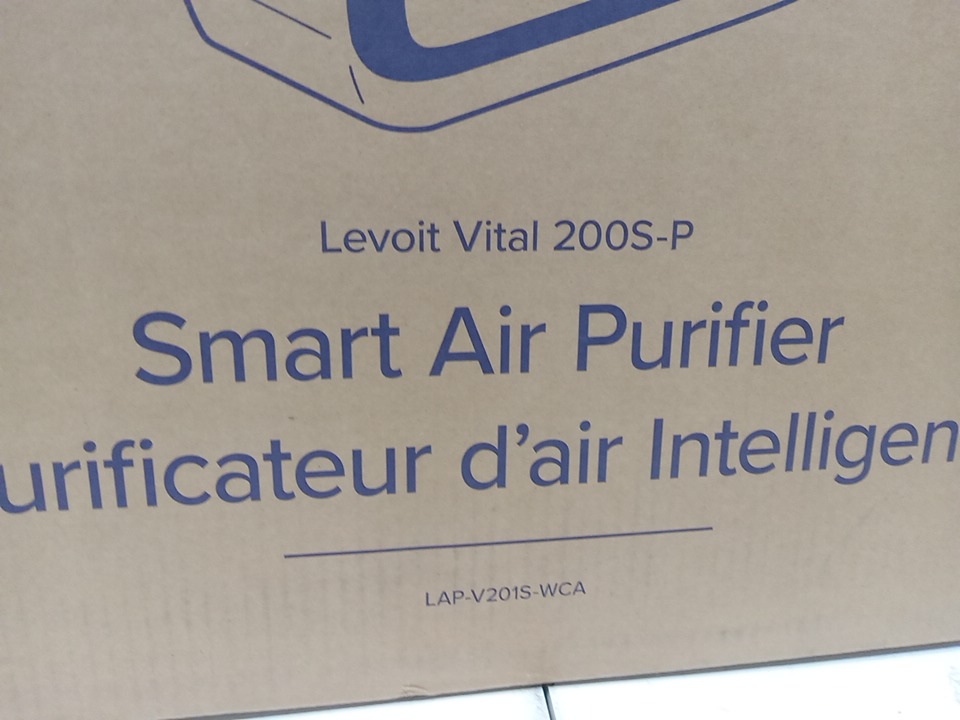 Levoit Vital 200S-P
Smart Air Purifier
urificateur d'air Intelligen
LAP-V201S-WCA